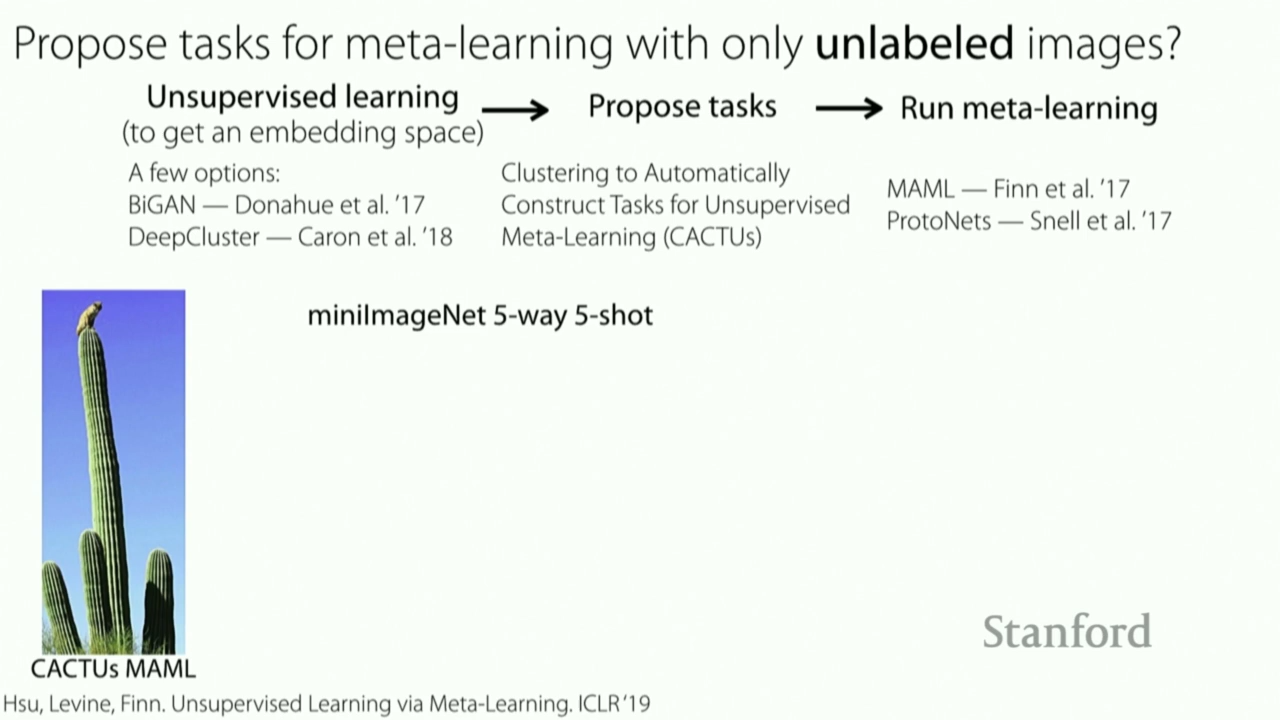 Propose tasks for meta-learning with only unlabeled images?
Unsupervised learning
(to get an embedding space)
Propose tasks
Run meta-learning
A few options:
BiGAN — Donahue et al. '17
DeepCluster — Caron et al. '18
Clustering to Automatically
Construct Tasks for Unsupervised
Meta-Learning (CACTUs)
MAML — Finn et al. '17
ProtoNets — Snell et al. '17
miniImageNet 5-way 5-shot
Stanford
CACTUs MAML
Hsu, Levine, Finn. Unsupervised Learning via Meta-Learning. ICLR '19